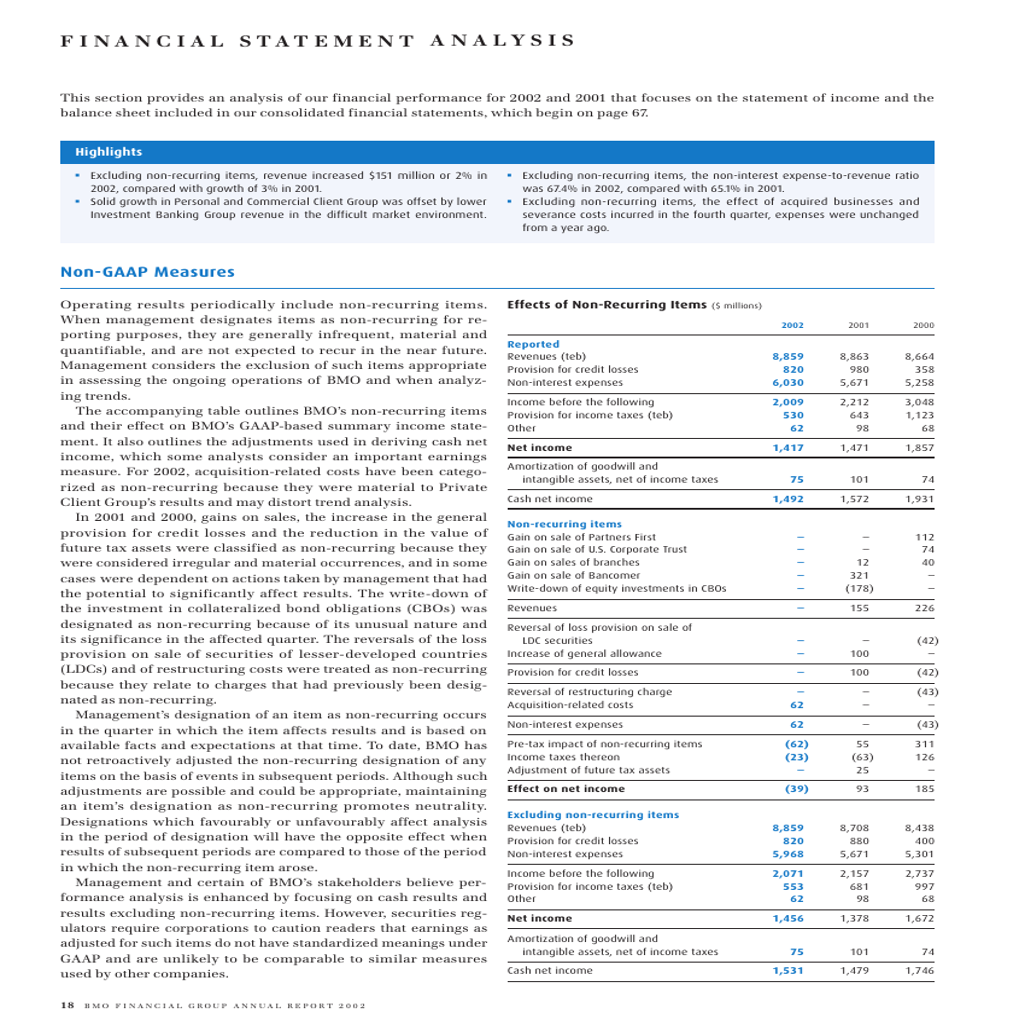 FINANCIAL STATEMENT ANALYSIS
This section provides an analysis of our financial performance for 2002 and 2001 that focuses on the statement of income and the
balance sheet included in our consolidated financial statements, which begin on page 67.
Highlights
▪ Excluding non-recurring items, revenue increased $151 million or 2% in
2002, compared with growth of 3% in 2001.
▪ Solid growth in Personal and Commercial Client Group was offset by lower
Investment Banking Group revenue in the difficult market environment.
▪ Excluding non-recurring items, the non-interest expense-to-revenue ratio
was 67.4% in 2002, compared with 65.1% in 2001.
▪ Excluding non-recurring items, the effect of acquired businesses and
severance costs incurred in the fourth quarter, expenses were unchanged
from a year ago.
Non-GAAP Measures
Operating results periodically include non-recurring items.
When management designates items as non-recurring for re-
porting purposes, they are generally infrequent, material and
quantifiable, and are not expected to recur in the near future.
Management considers the exclusion of such items appropriate
in assessing the ongoing operations of BMO and when analyz-
ing trends.
The accompanying table outlines BMO's non-recurring items
and their effect on BMO's GAAP-based summary income state-
ment. It also outlines the adjustments used in deriving cash net
income, which some analysts consider an important earnings
measure. For 2002, acquisition-related costs have been catego-
rized as non-recurring because they were material to Private
Client Group's results and may distort trend analysis.
In 2001 and 2000, gains on sales, the increase in the general
provision for credit losses and the reduction in the value of
future tax assets were classified as non-recurring because they
were considered irregular and material occurrences, and in some
cases were dependent on actions taken by management that had
the potential to significantly affect results. The write-down of
the investment in collateralized bond obligations (CBOs) was
designated as non-recurring because of its unusual nature and
its significance in the affected quarter. The reversals of the loss
provision on sale of securities of lesser-developed countries
(LDCs) and of restructuring costs were treated as non-recurring
because they relate to charges that had previously been desig-
nated as non-recurring.
Management's designation of an item as non-recurring occurs
in the quarter in which the item affects results and is based on
available facts and expectations at that time. To date, BMO has
not retroactively adjusted the non-recurring designation of any
items on the basis of events in subsequent periods. Although such
adjustments are possible and could be appropriate, maintaining
an item's designation as non-recurring promotes neutrality.
Designations which favourably or unfavourably affect analysis
in the period of designation will have the opposite effect when
results of subsequent periods are compared to those of the period
in which the non-recurring item arose.
Management and certain of BMO's stakeholders believe per-
formance analysis is enhanced by focusing on cash results and
results excluding non-recurring items. However, securities reg-
ulators require corporations to caution readers that earnings as
adjusted for such items do not have standardized meanings under
GAAP and are unlikely to be comparable to similar measures
used by other companies.
Effects of Non-Recurring Items ($ millions)
2002 2001 2000
Reported
Revenues (teb) 8,859 8,863 8,664
Provision for credit losses 820 980 358
Non-interest expenses 6,030 5,671 5,258
Income before the following 2,009 2,212 3,048
Provision for income taxes (teb) 530 643 1,123
Other 62 98 68
Net income 1,417 1,471 1,857
Amortization of goodwill and
intangible assets, net of income taxes 75 101 74
Cash net income 1,492 1,572 1,931
Non-recurring items
Gain on sale of Partners First – – 112
Gain on sale of U.S. Corporate Trust – – 74
Gain on sales of branches – 12 40
Gain on sale of Bancomer – 321 –
Write-down of equity investments in CBOs – (178) –
Revenues – 155 226
Reversal of loss provision on sale of
LDC securities – – (42)
Increase of general allowance – 100 –
Provision for credit losses – 100 (42)
Reversal of restructuring charge – – (43)
Acquisition-related costs 62 – –
Non-interest expenses 62 – (43)
Pre-tax impact of non-recurring items (62) 55 311
Income taxes thereon (23) (63) 126
Adjustment of future tax assets – 25 –
Effect on net income (39) 93 185
Excluding non-recurring items
Revenues (teb) 8,859 8,708 8,438
Provision for credit losses 820 880 400
Non-interest expenses 5,968 5,671 5,301
Income before the following 2,071 2,157 2,737
Provision for income taxes (teb) 553 681 997
Other 62 98 68
Net income 1,456 1,378 1,672
Amortization of goodwill and
intangible assets, net of income taxes 75 101 74
Cash net income 1,531 1,479 1,746
18 BMO FINANCIAL GROUP ANNUAL REPORT 2002